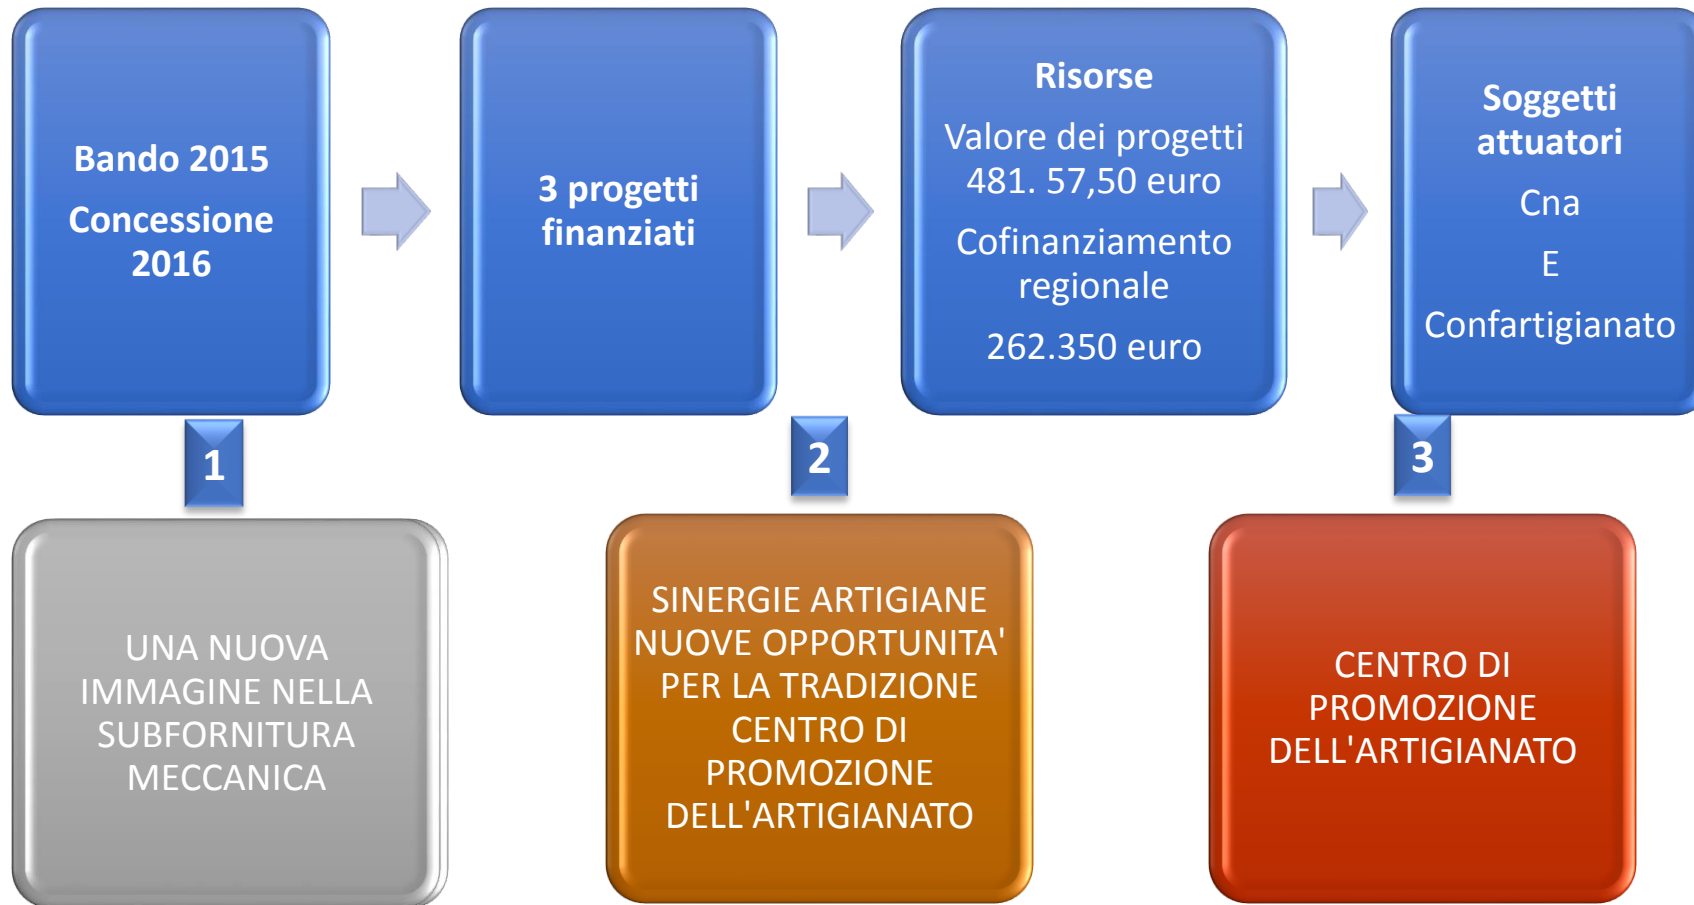 Bando 2015
Concessione
2016
3 progetti
finanziati
Risorse
Valore dei progetti
481. 57,50 euro
Cofinanziamento
regionale
262.350 euro
Soggetti
attuatori
Cna
E
Confartigianato
1
2
3
UNA NUOVA
IMMAGINE NELLA
SUBFORNITURA
MECCANICA
SINERGIE ARTIGIANE
NUOVE OPPORTUNITA'
PER LA TRADIZIONE
CENTRO DI
PROMOZIONE
DELL'ARTIGIANATO
CENTRO DI
PROMOZIONE
DELL'ARTIGIANATO